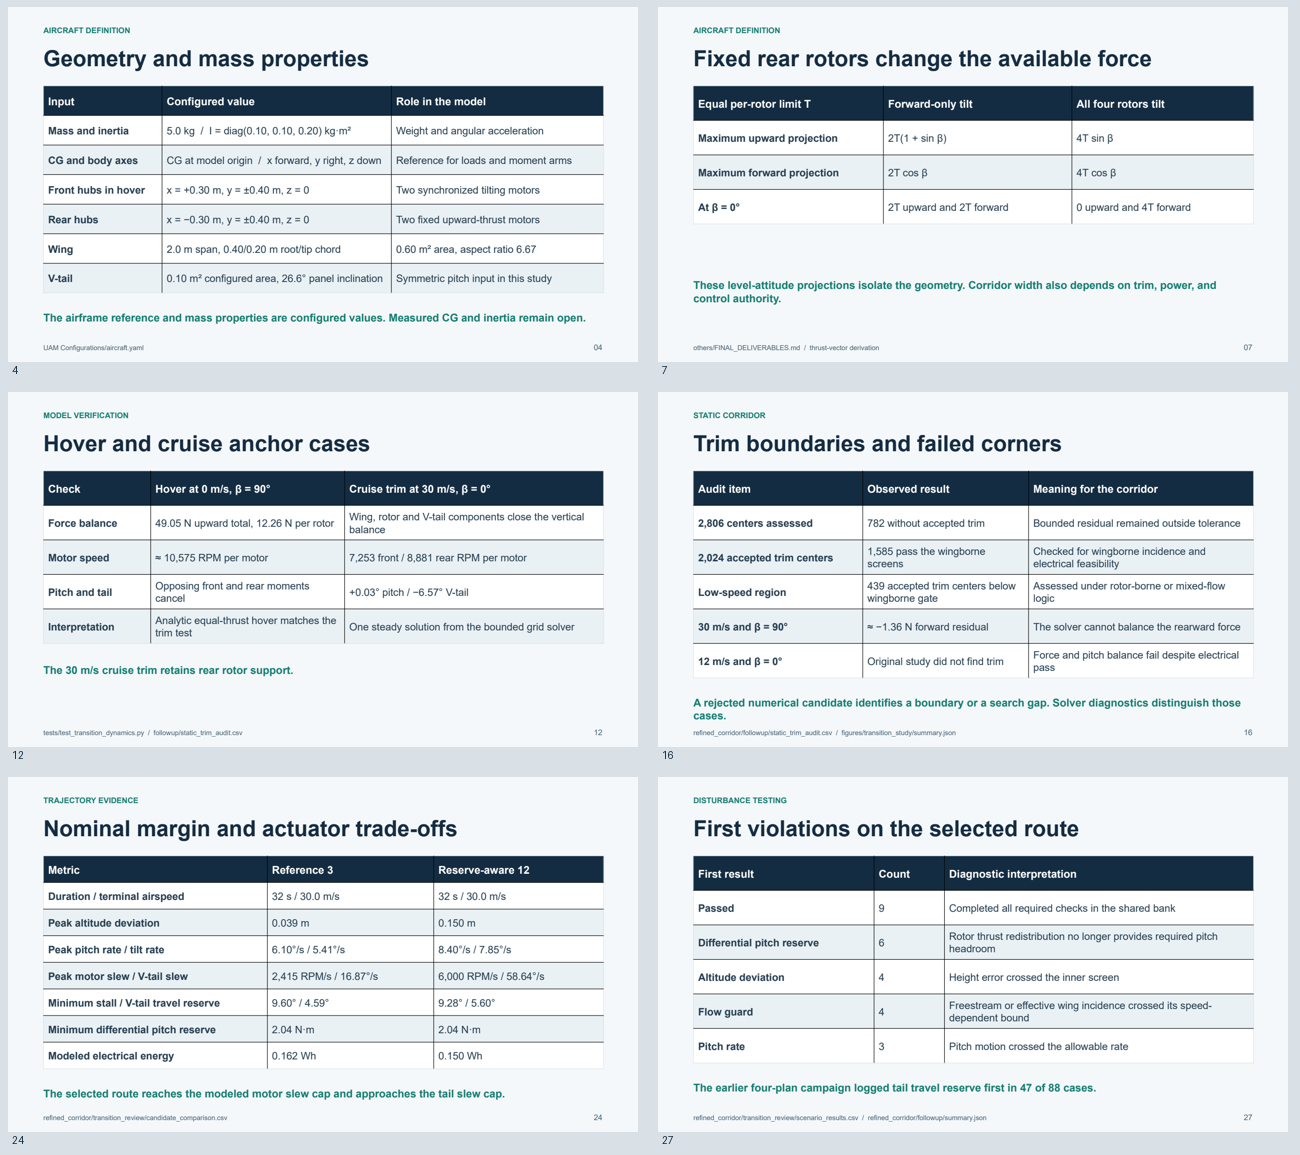 AIRCRAFT DEFINITION
Geometry and mass properties
Input Configured value Role in the model
Mass and inertia 5.0 kg / I = diag(0.10, 0.10, 0.20) kg·m² Weight and angular acceleration
CG and body axes CG at model origin / x forward, y right, z down Reference for loads and moment arms
Front hubs in hover x = +0.30 m, y = ±0.40 m, z = 0 Two synchronized tilting motors
Rear hubs x = −0.30 m, y = ±0.40 m, z = 0 Two fixed upward-thrust motors
Wing 2.0 m span, 0.40/0.20 m root/tip chord 0.60 m² area, aspect ratio 6.67
V-tail 0.10 m² configured area, 26.6° panel inclination Symmetric pitch input in this study
The airframe reference and mass properties are configured values. Measured CG and inertia remain open.
UAM Configurations/aircraft.yaml 04
4
AIRCRAFT DEFINITION
Fixed rear rotors change the available force
Equal per-rotor limit T Forward-only tilt All four rotors tilt
Maximum upward projection 2T(1 + sin β) 4T sin β
Maximum forward projection 2T cos β 4T cos β
At β = 0° 2T upward and 2T forward 0 upward and 4T forward
These level-attitude projections isolate the geometry. Corridor width also depends on trim, power, and
control authority.
others/FINAL_DELIVERABLES.md / thrust-vector derivation 07
7
MODEL VERIFICATION
Hover and cruise anchor cases
Check Hover at 0 m/s, β = 90° Cruise trim at 30 m/s, β = 0°
Force balance 49.05 N upward total, 12.26 N per rotor Wing, rotor and V-tail components close the vertical
balance
Motor speed ≈ 10,575 RPM per motor 7,253 front / 8,881 rear RPM per motor
Pitch and tail Opposing front and rear moments
cancel +0.03° pitch / −6.57° V-tail
Interpretation Analytic equal-thrust hover matches the
trim test One steady solution from the bounded grid solver
The 30 m/s cruise trim retains rear rotor support.
tests/test_transition_dynamics.py / followup/static_trim_audit.csv 12
12
STATIC CORRIDOR
Trim boundaries and failed corners
Audit item Observed result Meaning for the corridor
2,806 centers assessed 782 without accepted trim Bounded residual remained outside tolerance
2,024 accepted trim centers 1,585 pass the wingborne
screens Checked for wingborne incidence and
electrical feasibility
Low-speed region 439 accepted trim centers below
wingborne gate Assessed under rotor-borne or mixed-flow
logic
30 m/s and β = 90° ≈ −1.36 N forward residual The solver cannot balance the rearward force
12 m/s and β = 0° Original study did not find trim Force and pitch balance fail despite electrical
pass
A rejected numerical candidate identifies a boundary or a search gap. Solver diagnostics distinguish those
cases.
refined_corridor/followup/static_trim_audit.csv / figures/transition_study/summary.json 16
16
TRAJECTORY EVIDENCE
Nominal margin and actuator trade-offs
Metric Reference 3 Reserve-aware 12
Duration / terminal airspeed 32 s / 30.0 m/s 32 s / 30.0 m/s
Peak altitude deviation 0.039 m 0.150 m
Peak pitch rate / tilt rate 6.10°/s / 5.41°/s 8.40°/s / 7.85°/s
Peak motor slew / V-tail slew 2,415 RPM/s / 16.87°/s 6,000 RPM/s / 58.64°/s
Minimum stall / V-tail travel reserve 9.60° / 4.59° 9.28° / 5.60°
Minimum differential pitch reserve 2.04 N·m 2.04 N·m
Modeled electrical energy 0.162 Wh 0.150 Wh
The selected route reaches the modeled motor slew cap and approaches the tail slew cap.
refined_corridor/transition_review/candidate_comparison.csv 24
24
DISTURBANCE TESTING
First violations on the selected route
First result Count Diagnostic interpretation
Passed 9 Completed all required checks in the shared bank
Differential pitch reserve 6 Rotor thrust redistribution no longer provides required pitch
headroom
Altitude deviation 4 Height error crossed the inner screen
Flow guard 4 Freestream or effective wing incidence crossed its speed-
dependent bound
Pitch rate 3 Pitch motion crossed the allowable rate
The earlier four-plan campaign logged tail travel reserve first in 47 of 88 cases.
refined_corridor/transition_review/scenario_results.csv / refined_corridor/followup/summary.json 27
27